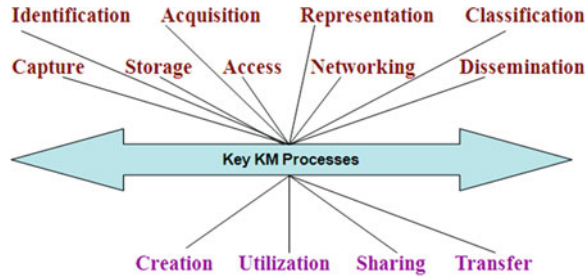 Identification Acquisition Representation Classification
Capture Storage Access Networking Dissemination
Key KM Processes
Creation Utilization Sharing Transfer